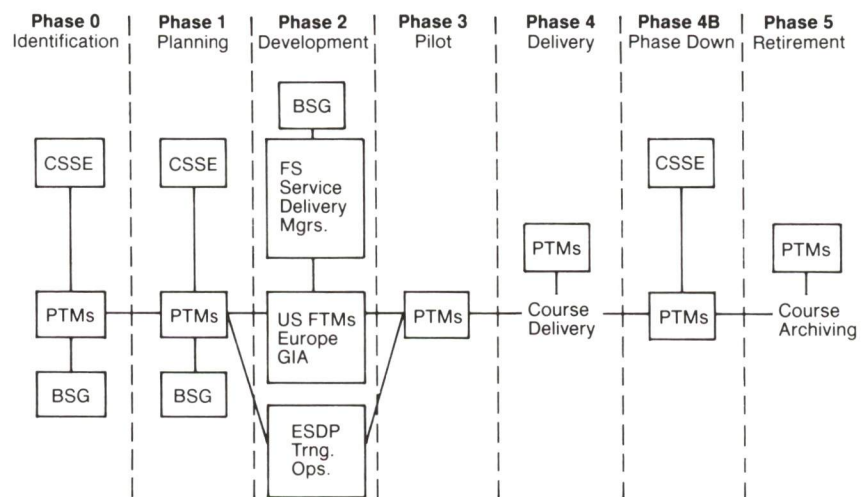 Phase 0
Identification
Phase 1
Planning
Phase 2
Development
Phase 3
Pilot
Phase 4
Delivery
Phase 4B
Phase Down
Phase 5
Retirement
CSSE
PTMs
BSG
CSSE
PTMs
BSG
BSG
FS
Service
Delivery
Mgrs.
US FTMs
Europe
GIA
ESDP
Trng.
Ops.
PTMs
PTMs
Course
Delivery
CSSE
PTMs
PTMs
Course
Archiving